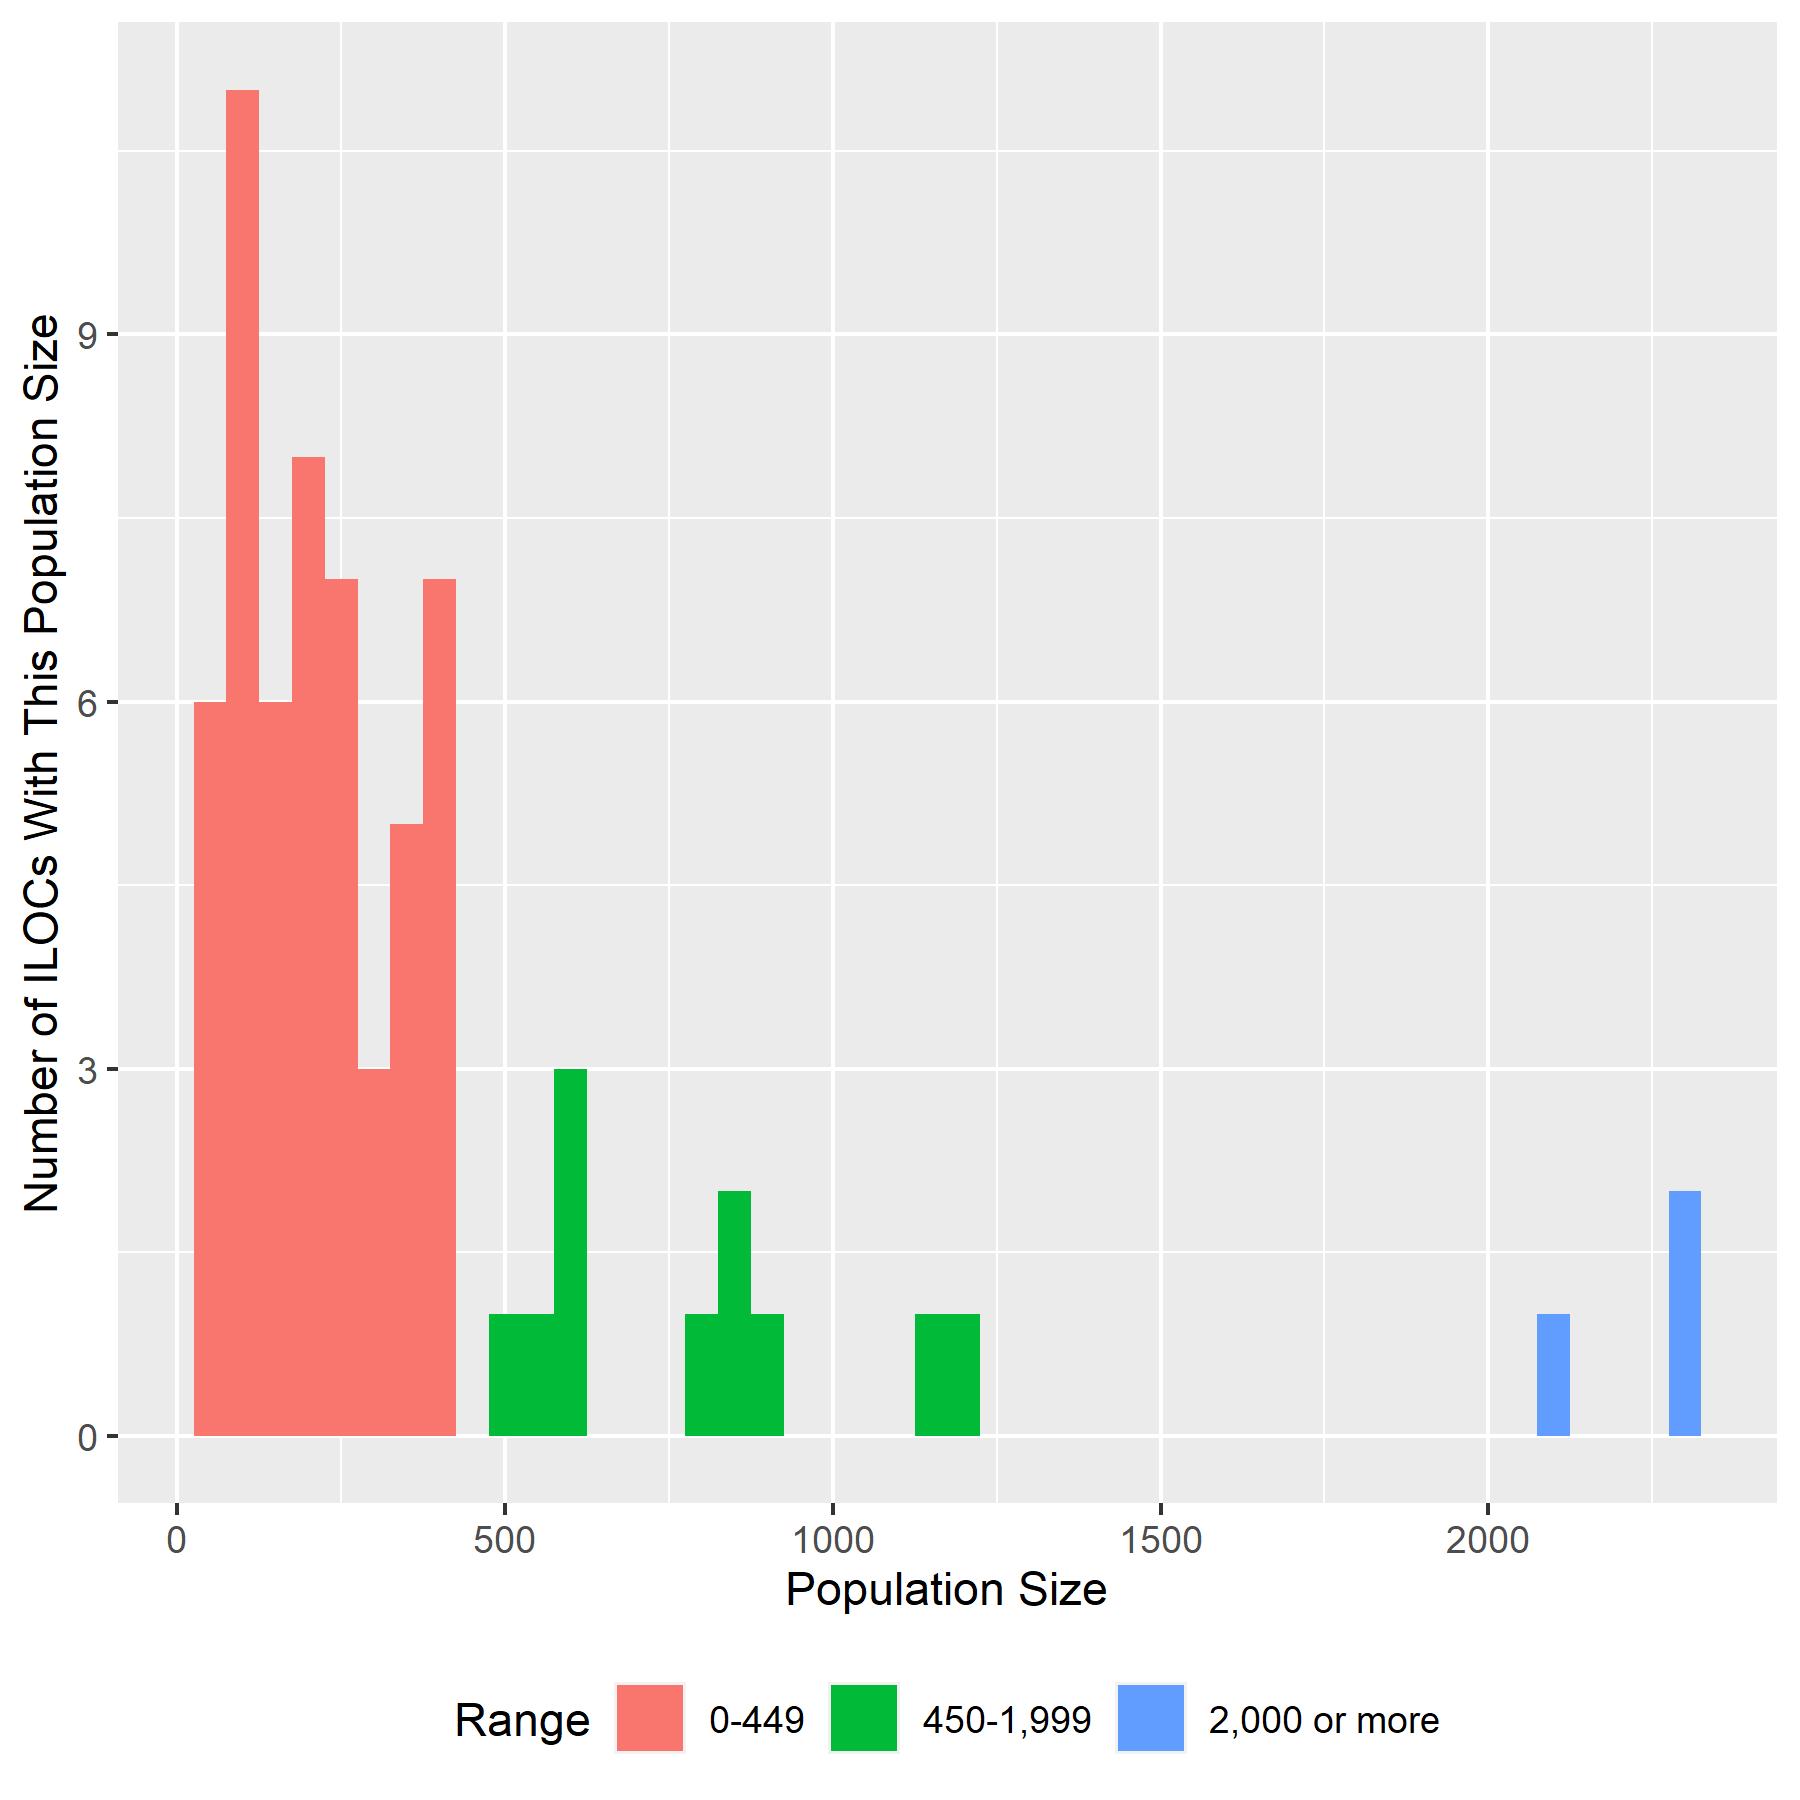 Number of ILOCs With This Population Size
9
6
3
0
0 500 1000 1500 2000
Population Size
Range 0-449 450-1,999 2,000 or more